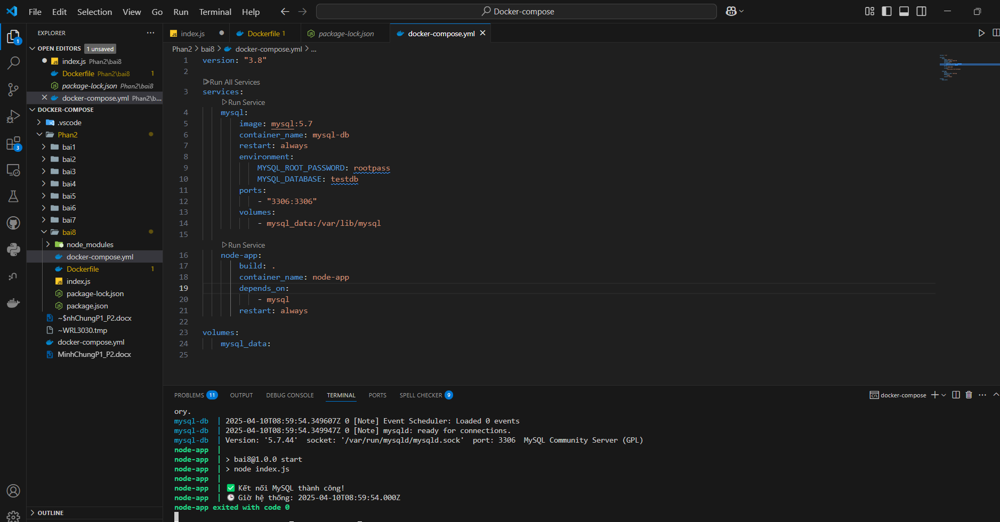 File Edit Selection View Go Run Terminal Help
Docker-compose
EXPLORER
OPEN EDITORS 1 unsaved
index.js Phan2\bai8
Dockerfile Phan2\bai8 1
package-lock.json Phan2\bai8
docker-compose.yml Phan2\b...
DOCKER-COMPOSE
.vscode
Phan2
bai1
bai2
bai3
bai4
bai5
bai6
bai7
bai8
node_modules
docker-compose.yml
Dockerfile 1
index.js
package-lock.json
package.json
~$nhChungP1_P2.docx
~WRL3030.tmp
docker-compose.yml
MinhChungP1_P2.docx
OUTLINE
1
3
index.js Dockerfile 1 package-lock.json docker-compose.yml
Phan2 > bai8 > docker-compose.yml > ...
1 version: "3.8"
2
Run All Services
3 services:
Run Service
4 mysql:
5 image: mysql:5.7
6 container_name: mysql-db
7 restart: always
8 environment:
9 MYSQL_ROOT_PASSWORD: rootpass
10 MYSQL_DATABASE: testdb
11 ports:
12 - "3306:3306"
13 volumes:
14 - mysql_data:/var/lib/mysql
15
Run Service
16 node-app:
17 build: .
18 container_name: node-app
19 depends_on:
20 - mysql
21 restart: always
22
23 volumes:
24 mysql_data:
25
PROBLEMS 11 OUTPUT DEBUG CONSOLE TERMINAL PORTS SPELL CHECKER 9 docker-compose
ory.
mysql-db | 2025-04-10T08:59:54.349607Z 0 [Note] Event Scheduler: Loaded 0 events
mysql-db | 2025-04-10T08:59:54.349947Z 0 [Note] mysqld: ready for connections.
mysql-db | Version: '5.7.44' socket: '/var/run/mysqld/mysqld.sock' port: 3306 MySQL Community Server (GPL)
node-app |
node-app | > bai8@1.0.0 start
node-app | > node index.js
node-app |
node-app | ✅ Kết nối MySQL thành công!
node-app | 🕒 Giờ hệ thống: 2025-04-10T08:59:54.000Z
node-app exited with code 0